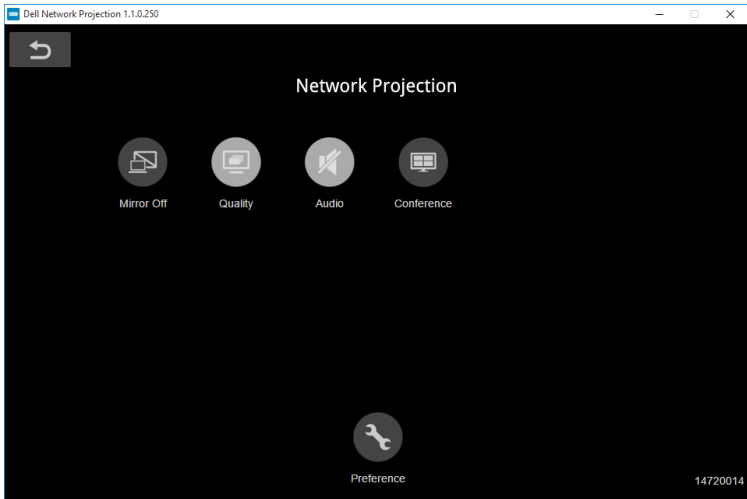 Dell Network Projection 1.1.0.250
Network Projection
Mirror Off
Quality
Audio
Conference
Preference
14720014